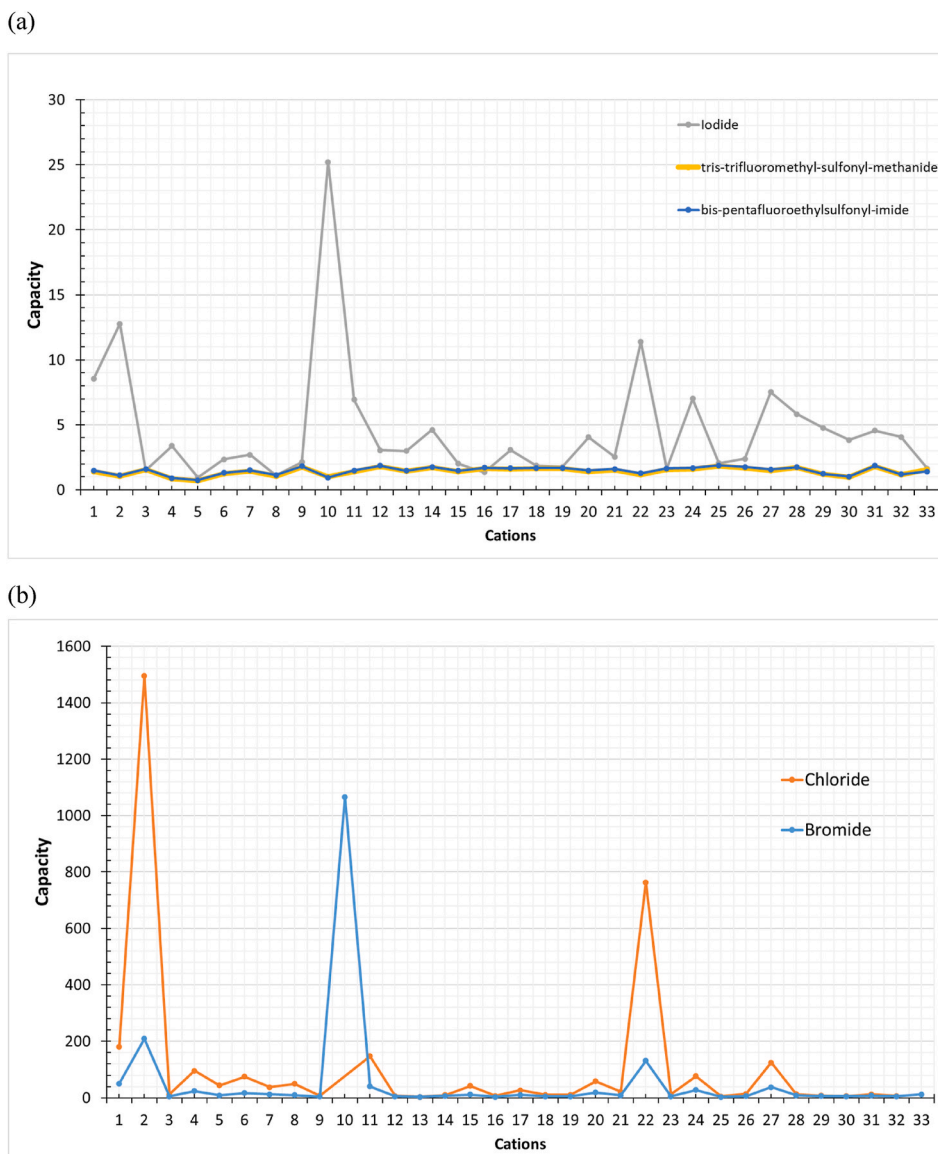 (a)
30
25
20
15
10
5
0
Capacity
Iodide
tris-trifluoromethyl-sulfonyl-methanide
bis-pentafluoroethylsulfonyl-imide
1 2 3 4 5 6 7 8 9 10 11 12 13 14 15 16 17 18 19 20 21 22 23 24 25 26 27 28 29 30 31 32 33
Cations
(b)
1600
1400
1200
1000
800
600
400
200
0
Capacity
Chloride
Bromide
1 2 3 4 5 6 7 8 9 10 11 12 13 14 15 16 17 18 19 20 21 22 23 24 25 26 27 28 29 30 31 32 33
Cations